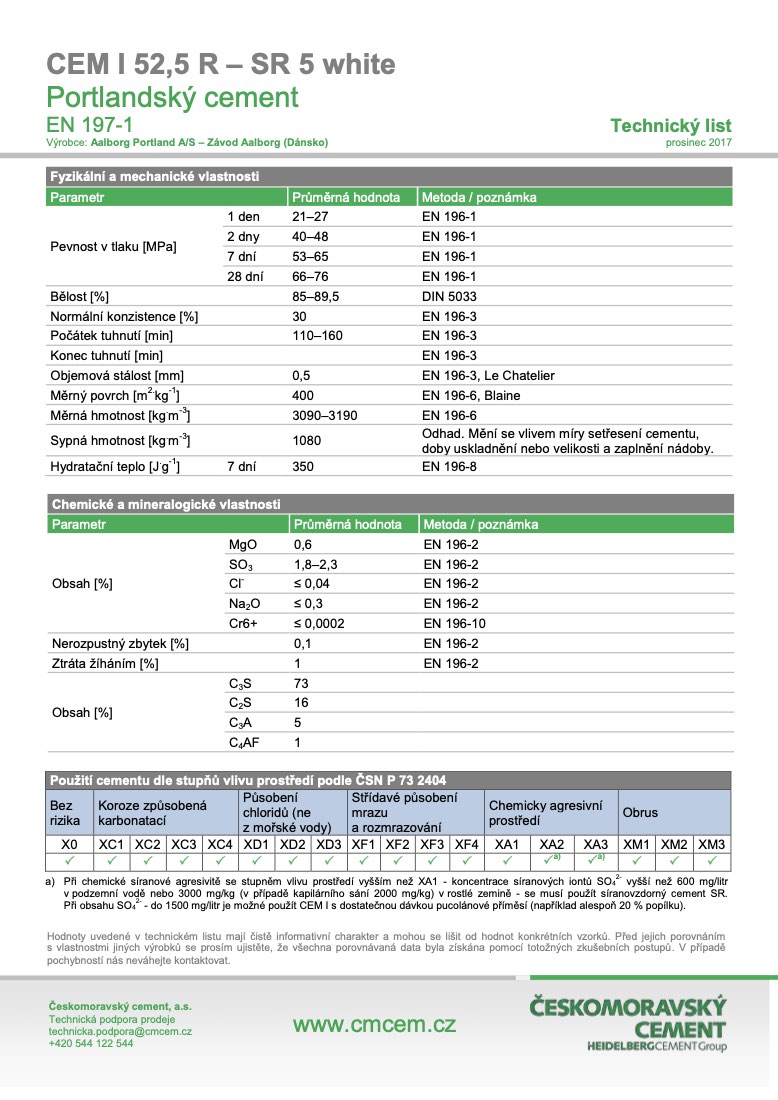 CEM I 52,5 R – SR 5 white
Portlandský cement
EN 197-1
Technický list
Výrobce: Aalborg Portland A/S – Závod Aalborg (Dánsko)
prosinec 2017
Fyzikální a mechanické vlastnosti
Parametr Průměrná hodnota Metoda / poznámka
Pevnost v tlaku [MPa]
1 den 21–27 EN 196-1
2 dny 40–48 EN 196-1
7 dní 53–65 EN 196-1
28 dní 66–76 EN 196-1
Bělost [%] 85–89,5 DIN 5033
Normální konzistence [%] 30 EN 196-3
Počátek tuhnutí [min] 110–160 EN 196-3
Konec tuhnutí [min] EN 196-3
Objemová stálost [mm] 0,5 EN 196-3, Le Chatelier
Měrný povrch [m²·kg⁻¹] 400 EN 196-6, Blaine
Měrná hmotnost [kg·m⁻³] 3090–3190 EN 196-6
Sypná hmotnost [kg·m⁻³] 1080 Odhad. Mění se vlivem míry setřesení cementu,
doby uskladnění nebo velikosti a zaplnění nádoby.
Hydratační teplo [J·g⁻¹] 7 dní 350 EN 196-8
Chemické a mineralogické vlastnosti
Parametr Průměrná hodnota Metoda / poznámka
Obsah [%]
MgO 0,6 EN 196-2
SO₃ 1,8–2,3 EN 196-2
Cl⁻ ≤ 0,04 EN 196-2
Na₂O ≤ 0,3 EN 196-2
Cr6+ ≤ 0,0002 EN 196-10
Nerozpustný zbytek [%] 0,1 EN 196-2
Ztráta žíháním [%] 1 EN 196-2
Obsah [%]
C₃S 73
C₂S 16
C₃A 5
C₄AF 1
Použití cementu dle stupňů vlivu prostředí podle ČSN P 73 2404
Bez rizika
Koroze způsobená karbonatací
Působení chloridů (ne z mořské vody)
Střídavé působení mrazu a rozmrazování
Chemicky agresivní prostředí
Obrus
X0 XC1 XC2 XC3 XC4 XD1 XD2 XD3 XF1 XF2 XF3 XF4 XA1 XA2 XA3 XM1 XM2 XM3
✓ ✓ ✓ ✓ ✓ ✓ ✓ ✓ ✓ ✓ ✓ ✓ ✓ ✓a) ✓a) ✓ ✓ ✓
a) Při chemické síranové agresivitě se stupněm vlivu prostředí vyšším než XA1 - koncentrace síranových iontů SO₄²⁻ vyšší než 600 mg/litr
v podzemní vodě nebo 3000 mg/kg (v případě kapilárního sání 2000 mg/kg) v rostlé zemině - se musí použít síranovzdorný cement SR.
Při obsahu SO₄²⁻ - do 1500 mg/litr je možné použít CEM I s dostatečnou dávkou pucolánové příměsí (například alespoň 20 % popílku).
Hodnoty uvedené v technickém listu mají čistě informativní charakter a mohou se lišit od hodnot konkrétních vzorků. Před jejich porovnáním
s vlastnostmi jiných výrobků se prosím ujistěte, že všechna porovnávaná data byla získána pomocí totožných zkušebních postupů. V případě
pochybností nás neváhejte kontaktovat.
Českomoravský cement, a.s.
Technická podpora prodeje
technicka.podpora@cmcem.cz
+420 544 122 544
www.cmcem.cz
ČESKOMORAVSKÝ
CEMENT
HEIDELBERGCEMENT Group